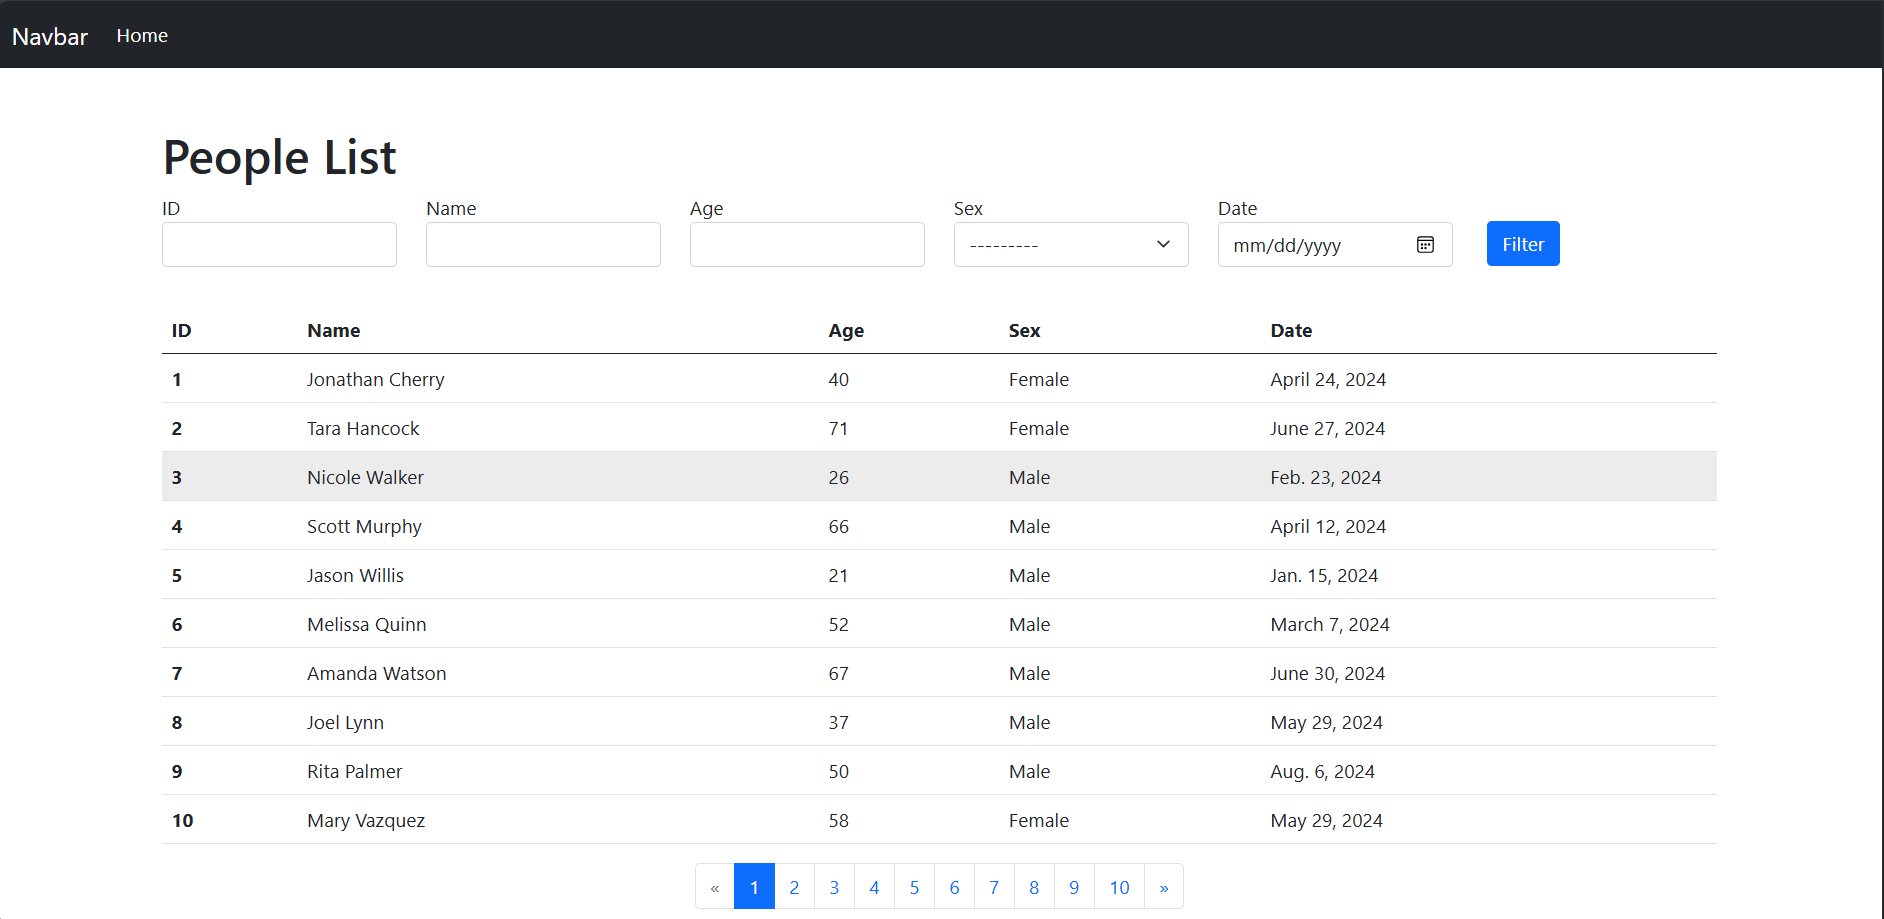 Navbar Home
People List
ID Name Age Sex Date
--------- mm/dd/yyyy Filter
ID Name Age Sex Date
1 Jonathan Cherry 40 Female April 24, 2024
2 Tara Hancock 71 Female June 27, 2024
3 Nicole Walker 26 Male Feb. 23, 2024
4 Scott Murphy 66 Male April 12, 2024
5 Jason Willis 21 Male Jan. 15, 2024
6 Melissa Quinn 52 Male March 7, 2024
7 Amanda Watson 67 Male June 30, 2024
8 Joel Lynn 37 Male May 29, 2024
9 Rita Palmer 50 Male Aug. 6, 2024
10 Mary Vazquez 58 Female May 29, 2024
« 1 2 3 4 5 6 7 8 9 10 »